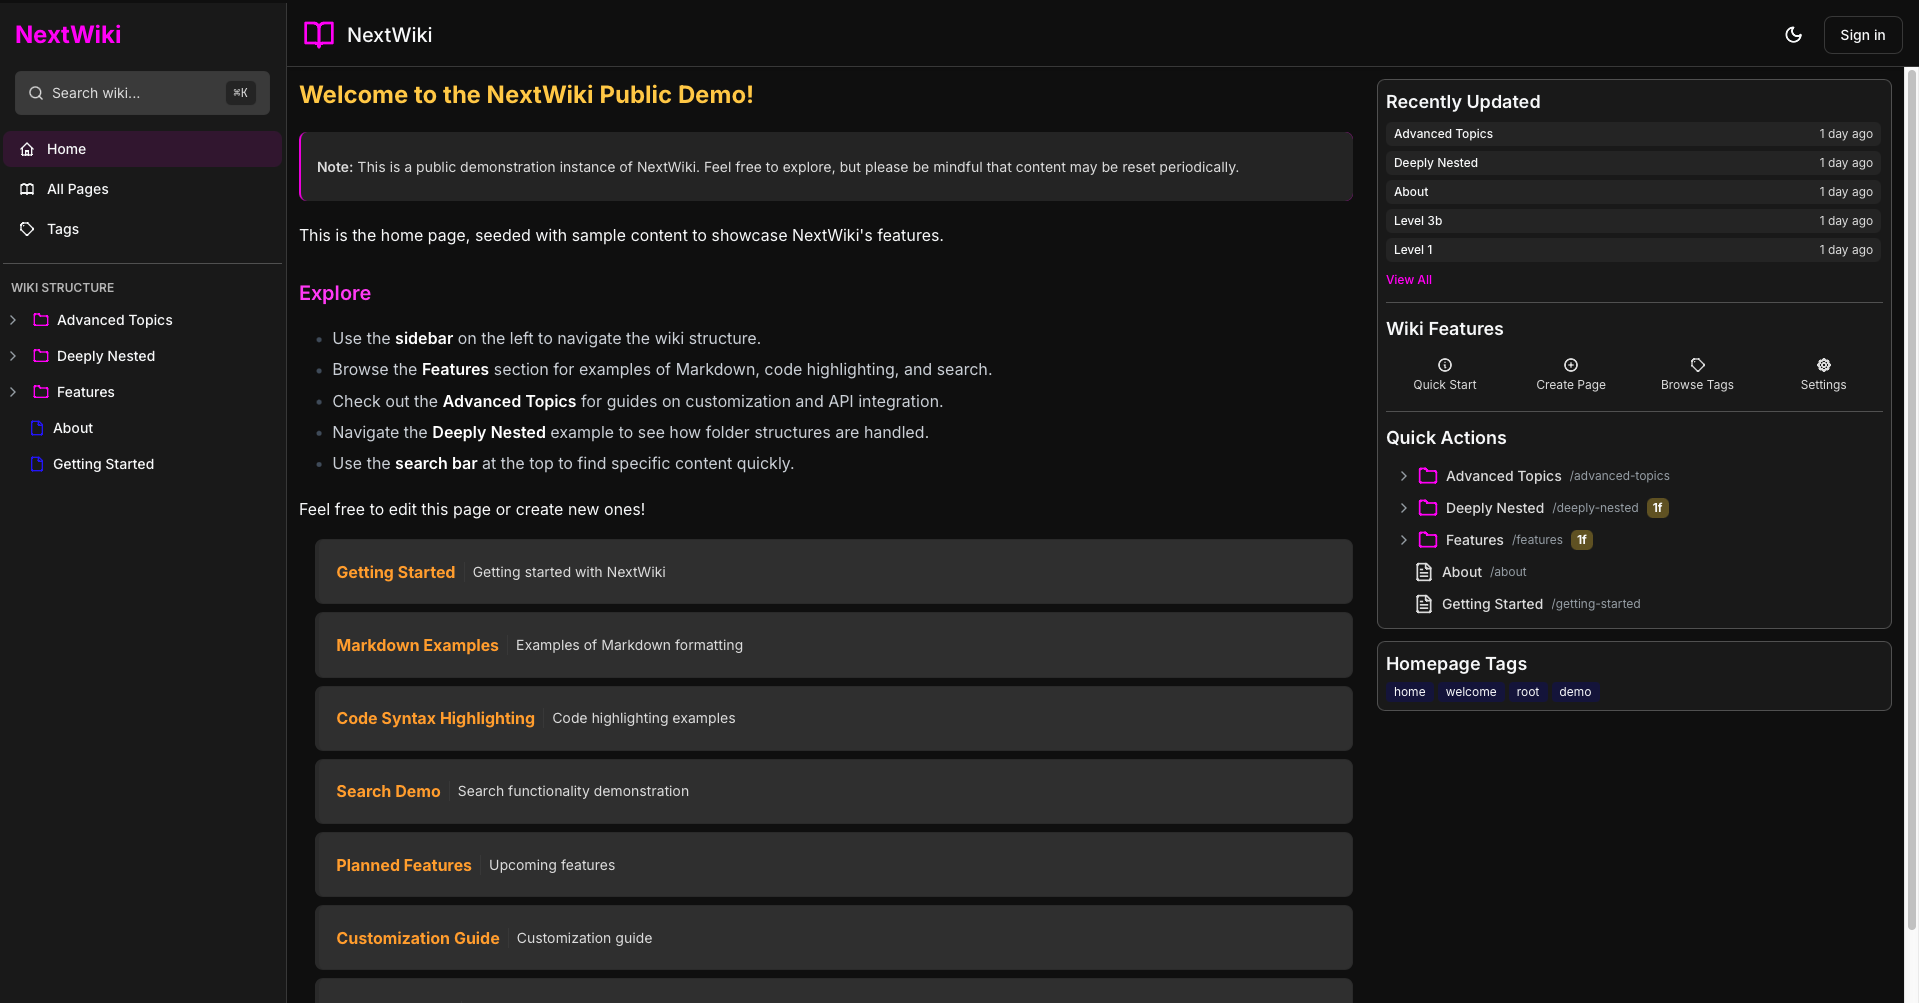 NextWiki
Search wiki... ⌘K
Home
All Pages
Tags
WIKI STRUCTURE
Advanced Topics
Deeply Nested
Features
About
Getting Started
NextWiki
Sign in
Welcome to the NextWiki Public Demo!
Note: This is a public demonstration instance of NextWiki. Feel free to explore, but please be mindful that content may be reset periodically.
This is the home page, seeded with sample content to showcase NextWiki's features.
Explore
Use the sidebar on the left to navigate the wiki structure.
Browse the Features section for examples of Markdown, code highlighting, and search.
Check out the Advanced Topics for guides on customization and API integration.
Navigate the Deeply Nested example to see how folder structures are handled.
Use the search bar at the top to find specific content quickly.
Feel free to edit this page or create new ones!
Getting Started Getting started with NextWiki
Markdown Examples Examples of Markdown formatting
Code Syntax Highlighting Code highlighting examples
Search Demo Search functionality demonstration
Planned Features Upcoming features
Customization Guide Customization guide
Recently Updated
Advanced Topics 1 day ago
Deeply Nested 1 day ago
About 1 day ago
Level 3b 1 day ago
Level 1 1 day ago
View All
Wiki Features
Quick Start Create Page Browse Tags Settings
Quick Actions
Advanced Topics /advanced-topics
Deeply Nested /deeply-nested 1f
Features /features 1f
About /about
Getting Started /getting-started
Homepage Tags
home welcome root demo